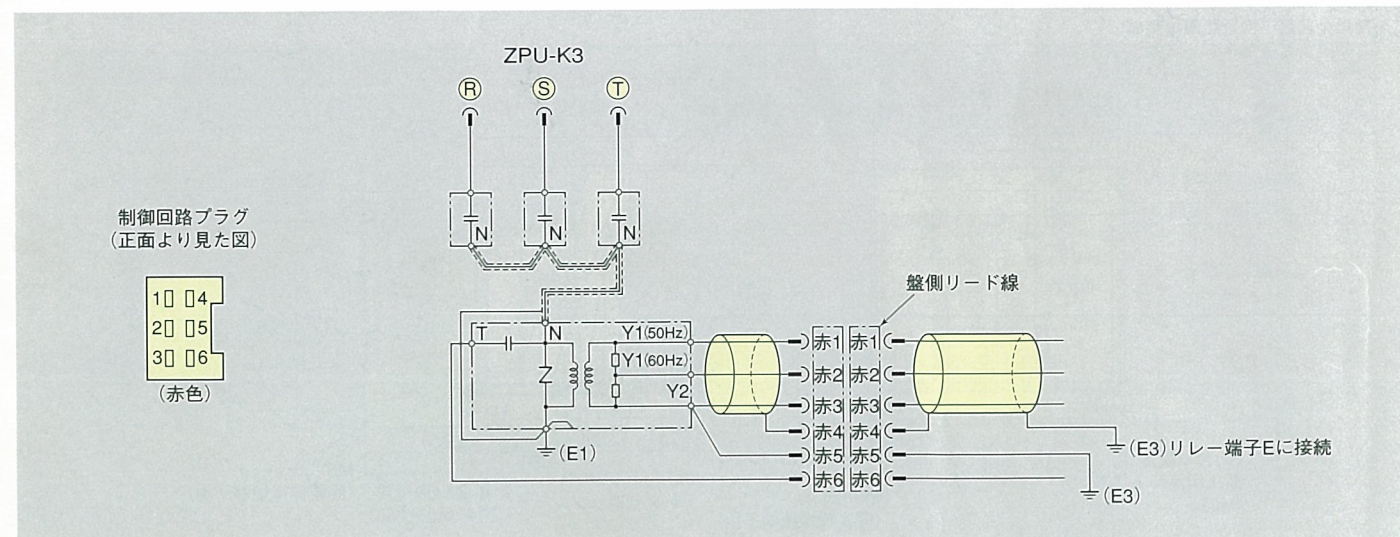 ZPU-K3
R S T
N N N
制御回路プラグ
(正面より見た図)
1 4
2 5
3 6
(赤色)
盤側リード線
T N Y1(50Hz)
Y1(60Hz)
Z
Y2
(E1)
赤1 赤1
赤2 赤2
赤3 赤3
赤4 赤4
赤5 赤5
赤6 赤6
(E3)リレー端子Eに接続
(E3)